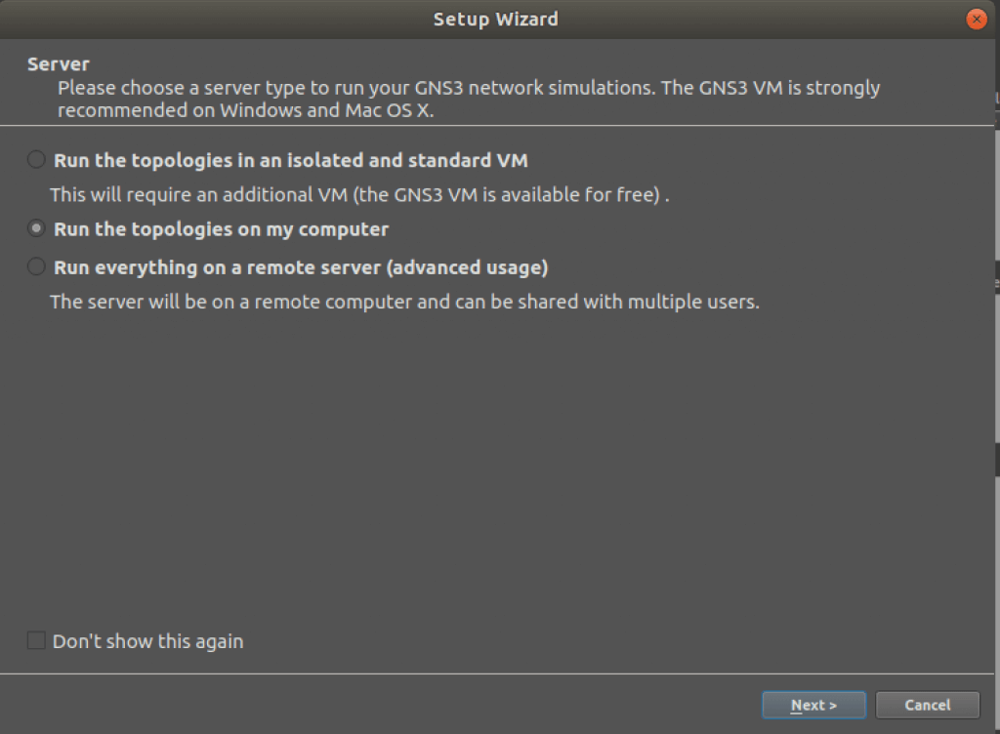 Setup Wizard
Server
Please choose a server type to run your GNS3 network simulations. The GNS3 VM is strongly
recommended on Windows and Mac OS X.
Run the topologies in an isolated and standard VM
This will require an additional VM (the GNS3 VM is available for free) .
Run the topologies on my computer
Run everything on a remote server (advanced usage)
The server will be on a remote computer and can be shared with multiple users.
Don't show this again
Next >
Cancel